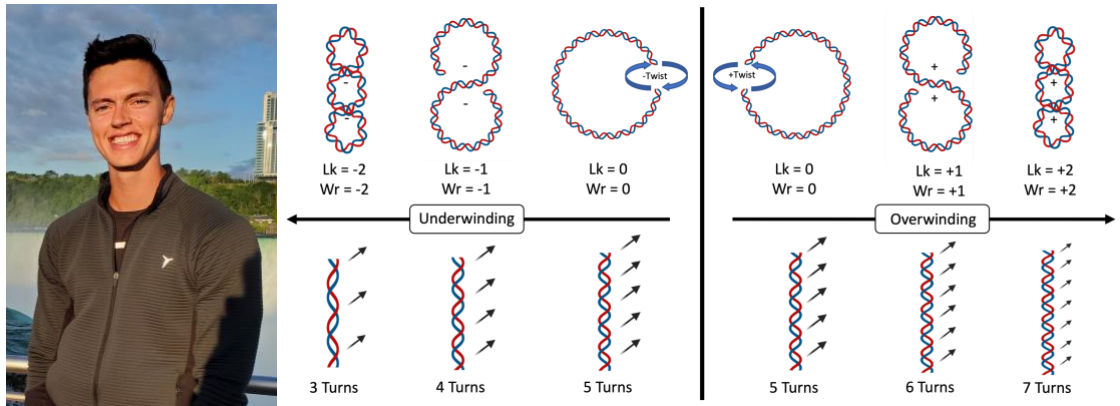 -
-
-
-
-Twist
+Twist
+
+
+
+
Lk = -2
Wr = -2
Lk = -1
Wr = -1
Lk = 0
Wr = 0
Lk = 0
Wr = 0
Lk = +1
Wr = +1
Lk = +2
Wr = +2
Underwinding
Overwinding
3 Turns
4 Turns
5 Turns
5 Turns
6 Turns
7 Turns